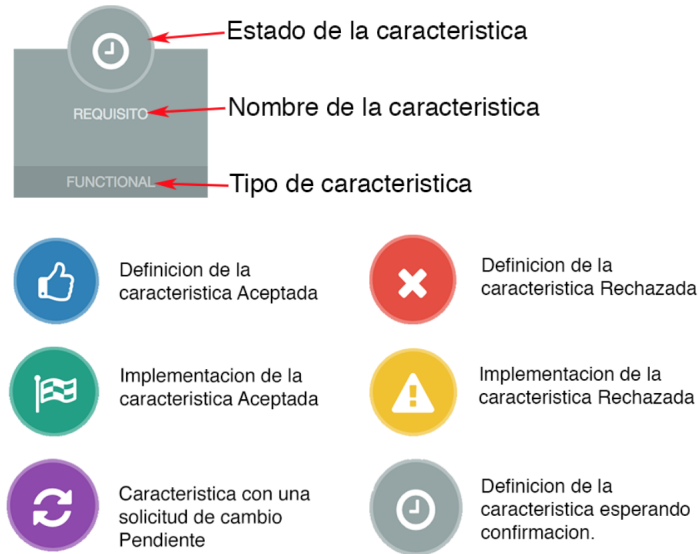 Estado de la caracteristica
REQUISITO
Nombre de la caracteristica
FUNCTIONAL
Tipo de caracteristica
Definicion de la
caracteristica Aceptada
Definicion de la
caracteristica Rechazada
Implementacion de la
caracteristica Aceptada
Implementacion de la
caracteristica Rechazada
Caracteristica con una
solicitud de cambio
Pendiente
Definicion de la
caracteristica esperando
confirmacion.